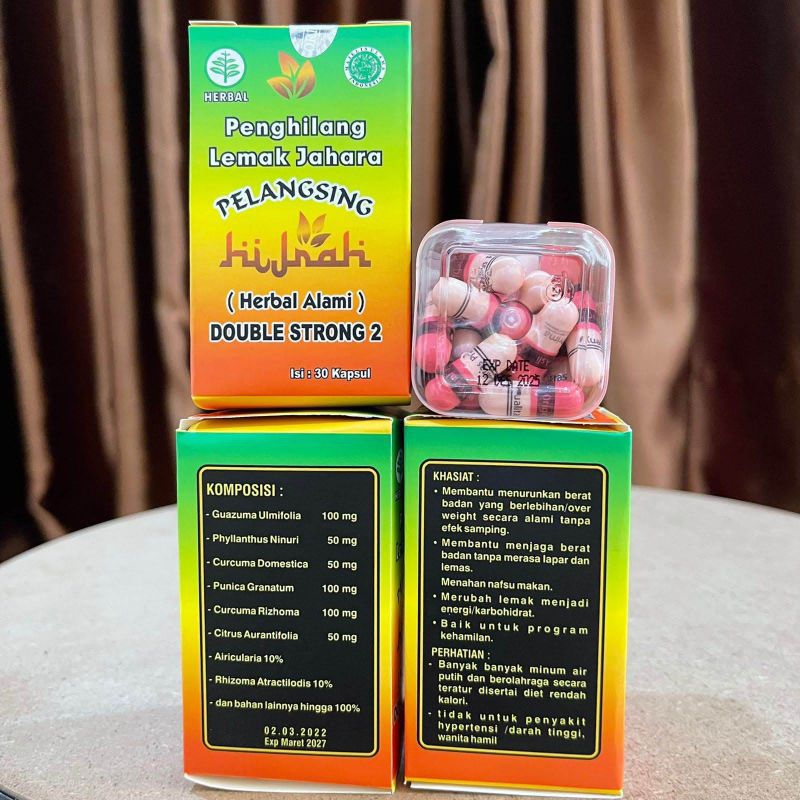 HERBAL
MAJELIS ULAMA
INDONESIA
Penghilang
Lemak Jahara
PELANGSING
Hijrah
( Herbal Alami )
DOUBLE STRONG 2
Isi : 30 Kapsul
EXP DATE
12 DES 2025
KOMPOSISI :
- Guazuma Ulmifolia 100 mg
- Phyllanthus Ninuri 50 mg
- Curcuma Domestica 50 mg
- Punica Granatum 100 mg
- Curcuma Rizhoma 100 mg
- Citrus Aurantifolia 50 mg
- Airicularia 10%
- Rhizoma Atractilodis 10%
- dan bahan lainnya hingga 100%
02.03.2022
Exp Maret 2027
KHASIAT :
• Membantu menurunkan berat
badan yang berlebihan/over
weight secara alami tanpa
efek samping.
• Membantu menjaga berat
badan tanpa merasa lapar dan
lemas.
Menahan nafsu makan.
• Merubah lemak menjadi
energi/karbohidrat.
• Baik untuk program
kehamilan.
PERHATIAN :
- Banyak banyak minum air
putih dan berolahraga secara
teratur disertai diet rendah
kalori.
- tidak untuk penyakit
hipertensi /darah tinggi,
wanita hamil